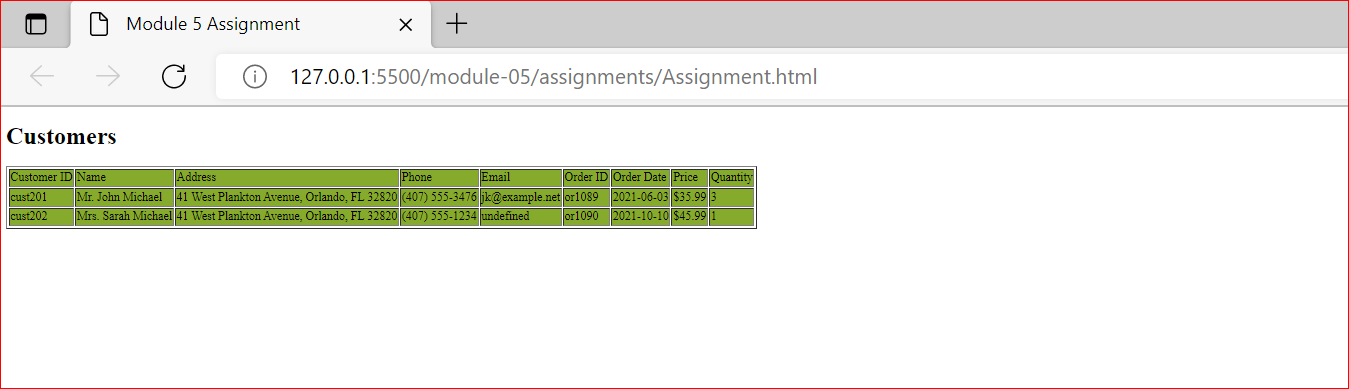 Module 5 Assignment
127.0.0.1:5500/module-05/assignments/Assignment.html
Customers
Customer ID Name Address Phone Email Order ID Order Date Price Quantity
cust201 Mr. John Michael 41 West Plankton Avenue, Orlando, FL 32820 (407) 555-3476 jk@example.net or1089 2021-06-03 $35.99 3
cust202 Mrs. Sarah Michael 41 West Plankton Avenue, Orlando, FL 32820 (407) 555-1234 undefined or1090 2021-10-10 $45.99 1